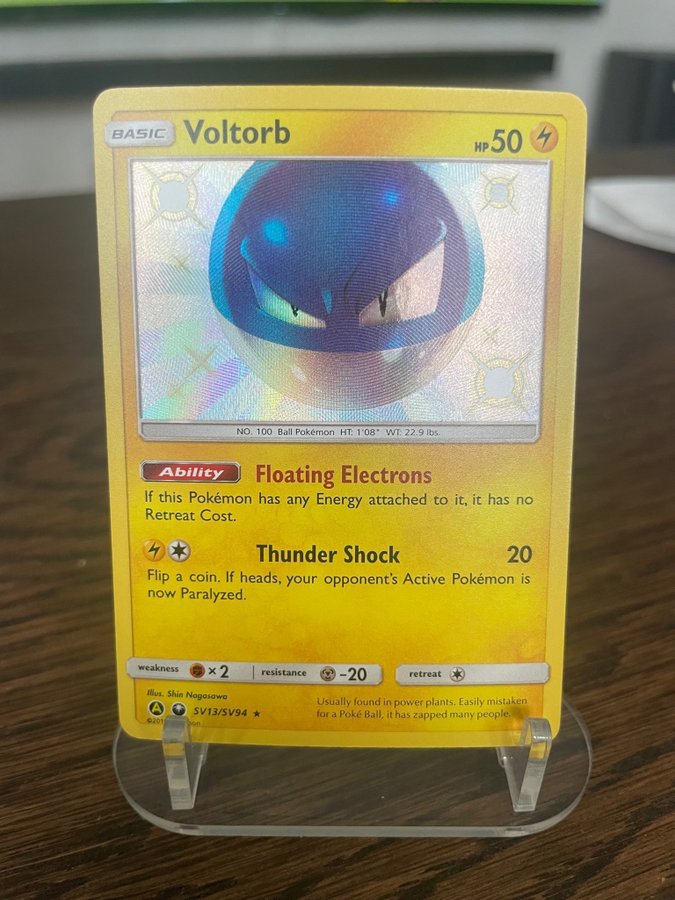 BASIC Voltorb HP 50
NO. 100 Ball Pokémon HT: 1'08" WT: 22.9 lbs.
Ability Floating Electrons
If this Pokémon has any Energy attached to it, it has no
Retreat Cost.
Thunder Shock 20
Flip a coin. If heads, your opponent's Active Pokémon is
now Paralyzed.
weakness ×2 resistance -20 retreat
Illus. Shin Nagasawa
A SV13/SV94
Usually found in power plants. Easily mistaken
for a Poké Ball, it has zapped many people.